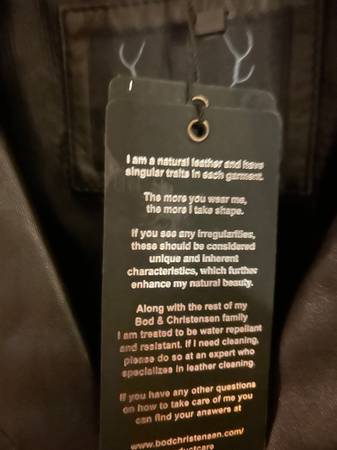 I am a natural leather and have
singular traits in each garment.
The more you wear me,
the more I take shape.
If you see any irregularities,
these should be considered
unique and inherent
characteristics, which further
enhance my natural beauty.
Along with the rest of my
Bod & Christensen family
I am treated to be water repellant
and resistant. If I need cleaning,
please do so at an expert who
specializes in leather cleaning.
If you have any other questions
on how to take care of me you
can find your answers at
www.bodchristensen.com/
ductcare